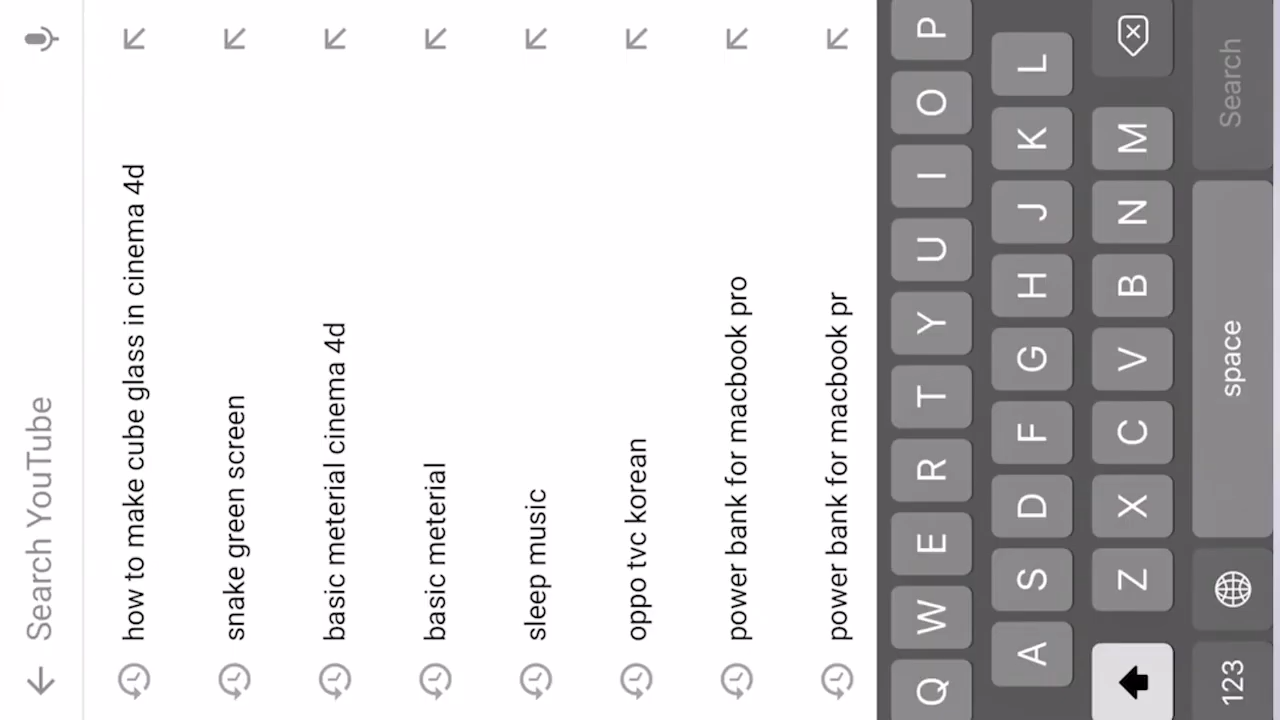 Search YouTube
how to make cube glass in cinema 4d
snake green screen
basic meterial cinema 4d
basic meterial
sleep music
oppo tvc korean
power bank for macbook pro
power bank for macbook pr
Q W E R T Y U I O P
A S D F G H J K L
Z X C V B N M
123 space Search